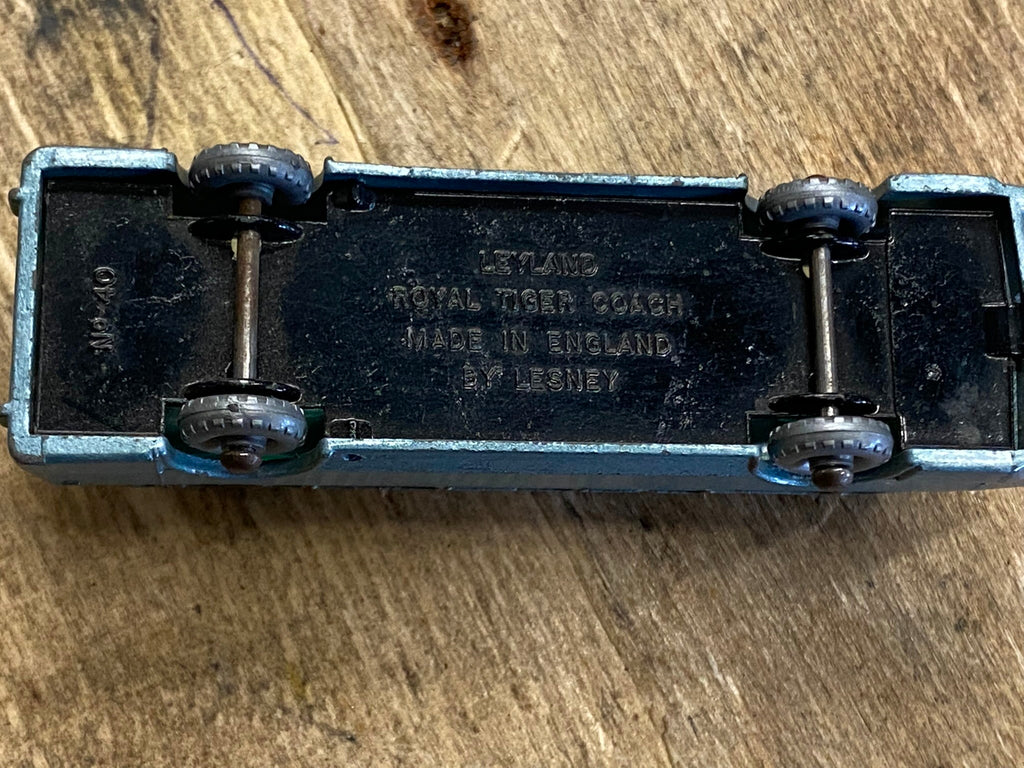 LEYLAND
ROYAL TIGER COACH
MADE IN ENGLAND
BY LESNEY
Nº 40